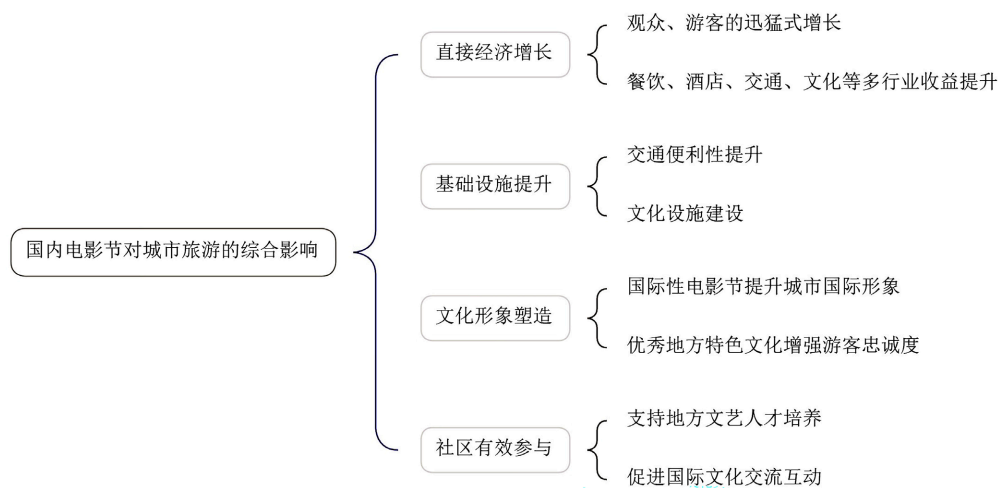 国内电影节对城市旅游的综合影响
直接经济增长
观众、游客的迅猛式增长
餐饮、酒店、交通、文化等多行业收益提升
基础设施提升
交通便利性提升
文化设施建设
文化形象塑造
国际性电影节提升城市国际形象
优秀地方特色文化增强游客忠诚度
社区有效参与
支持地方文艺人才培养
促进国际文化交流互动